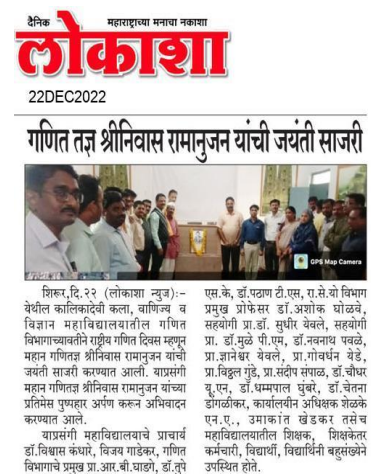 दैनिक
महाराष्ट्राच्या मनाचा नकाशा
लोकाशा
22DEC2022
गणित तज्ञ श्रीनिवास रामानुजन यांची जयंती साजरी
GPS Map Camera
शिरूर,दि.२२ (लोकाशा न्युज):-
येथील कालिकादेवी कला, वाणिज्य व
विज्ञान महाविद्यालयातील गणित
विभागाच्यावतीने राष्ट्रीय गणित दिवस म्हणून
महान गणितज्ञ श्रीनिवास रामानुजन यांची
जयंती साजरी करण्यात आली. याप्रसंगी
महान गणितज्ञ श्रीनिवास रामानुजन यांच्या
प्रतिमेस पुष्पहार अर्पण करून अभिवादन
करण्यात आले.
याप्रसंगी महाविद्यालयाचे प्राचार्य
डॉ.विश्वास कंधारे, विजय गाडेकर, गणित
विभागाचे प्रमुख प्रा.आर.बी.घाडगे, डॉ.तुपे
एस.के, डॉ.पठाण टी.एस, रा.से.यो विभाग
प्रमुख प्रोफेसर डॉ.अशोक घोळवे,
सहयोगी प्रा.डॉ. सुधीर येवले, सहयोगी
प्रा. डॉ.मुळे पी.एम, डॉ.नवनाथ पवळे,
प्रा.ज्ञानेश्वर येवले, प्रा.गोवर्धन येडे,
प्रा.विठ्ठल गुंडे, प्रा.संदीप संपाळ, डॉ.चौधर
यु.एन, डॉ.धम्मपाल घुंबरे, डॉ.चेतना
डोंगळीकर, कार्यालयीन अधिक्षक शेळके
एन.ए., उमाकांत खेडकर तसेच
महाविद्यालयातील शिक्षक, शिक्षकेतर
कर्मचारी, विद्यार्थी, विद्यार्थिनी बहुसंख्येने
उपस्थित होते.